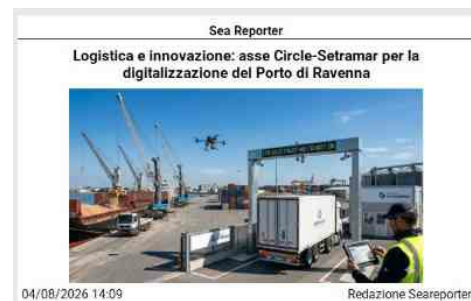 Sea Reporter
Logistica e innovazione: asse Circle-Setramar per la
digitalizzazione del Porto di Ravenna
04/08/2026 14:09
Redazione Seareporter